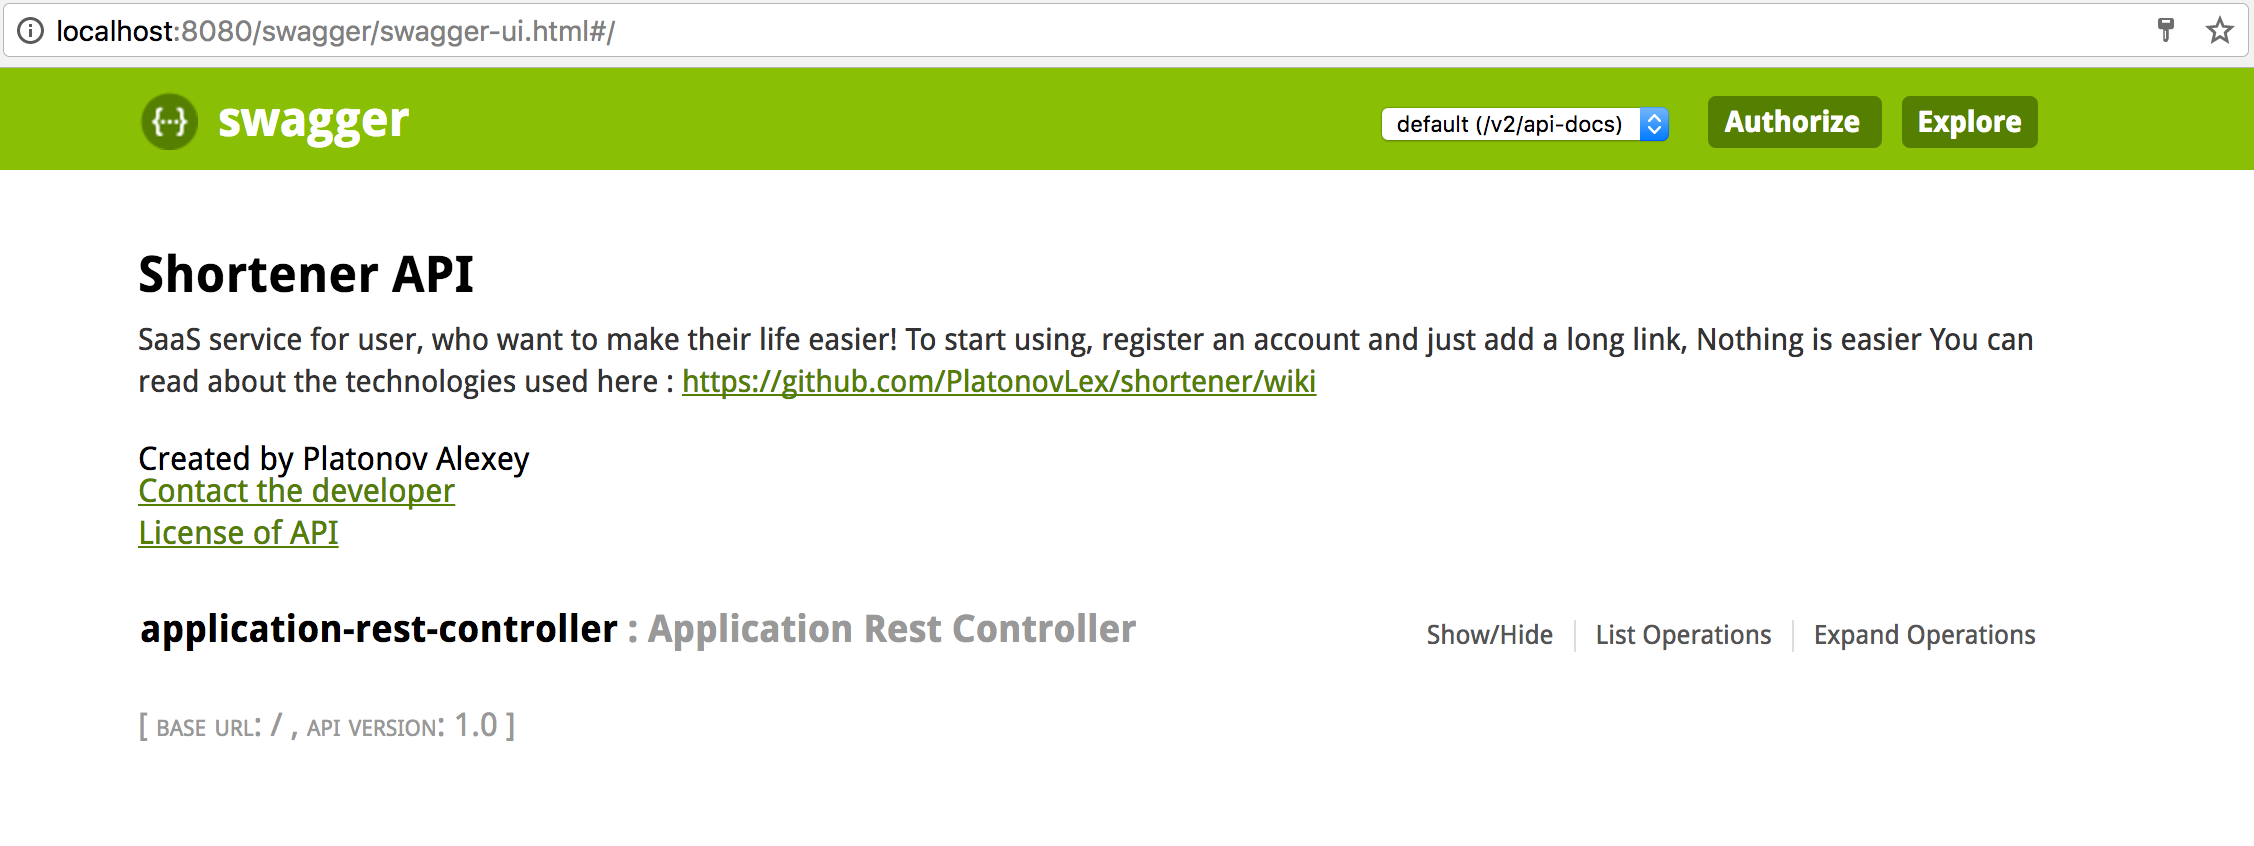 localhost:8080/swagger/swagger-ui.html#/
{···} swagger
default (/v2/api-docs)
Authorize
Explore
Shortener API
SaaS service for user, who want to make their life easier! To start using, register an account and just add a long link, Nothing is easier You can
read about the technologies used here : https://github.com/PlatonovLex/shortener/wiki
Created by Platonov Alexey
Contact the developer
License of API
application-rest-controller : Application Rest Controller
Show/Hide
List Operations
Expand Operations
[ BASE URL: / , API VERSION: 1.0 ]